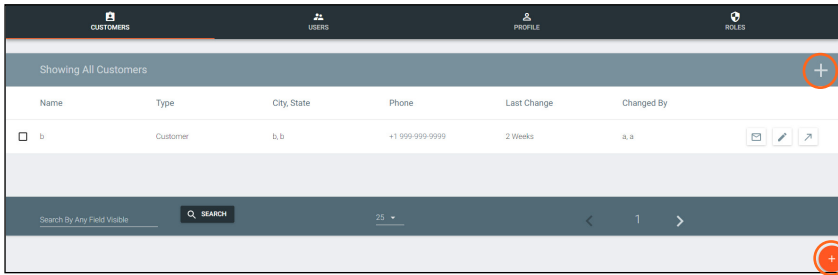 CUSTOMERS USERS PROFILE ROLES
Showing All Customers +
Name Type City, State Phone Last Change Changed By
b Customer b, b +1 999-999-9999 2 Weeks a, a
Search By Any Field Visible SEARCH 25 1
+